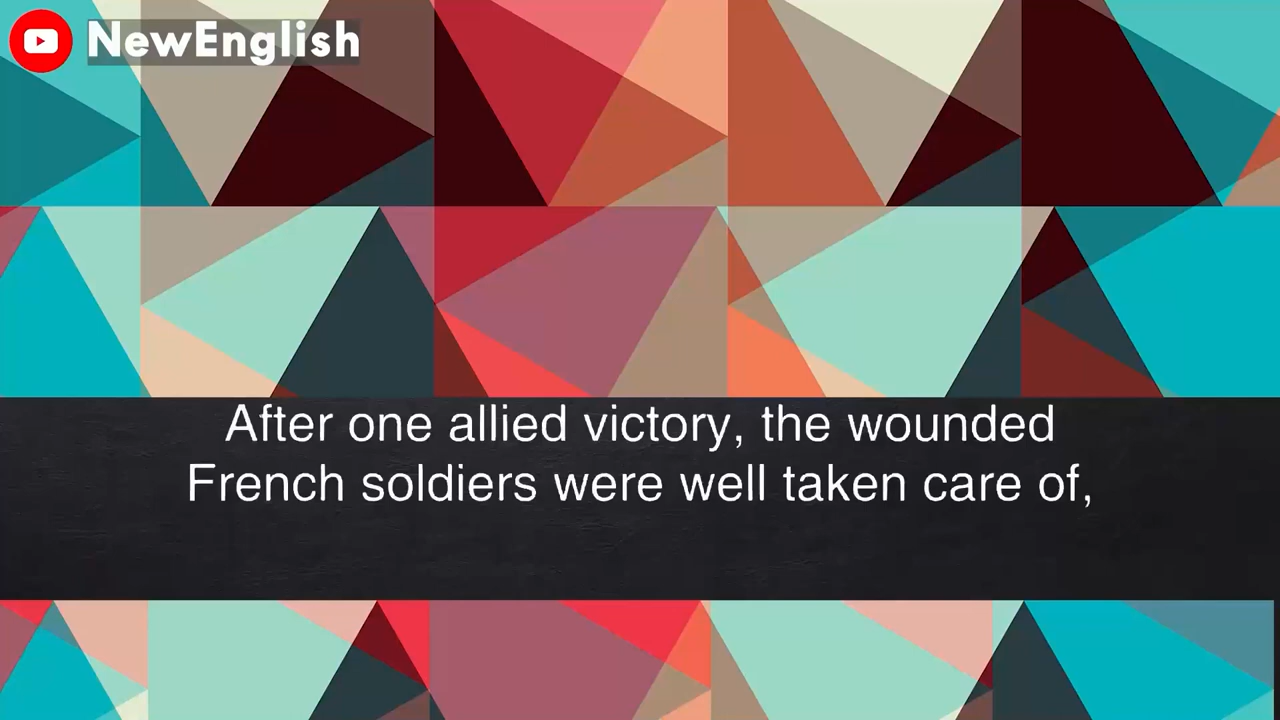 NewEnglish
After one allied victory, the wounded
French soldiers were well taken care of,